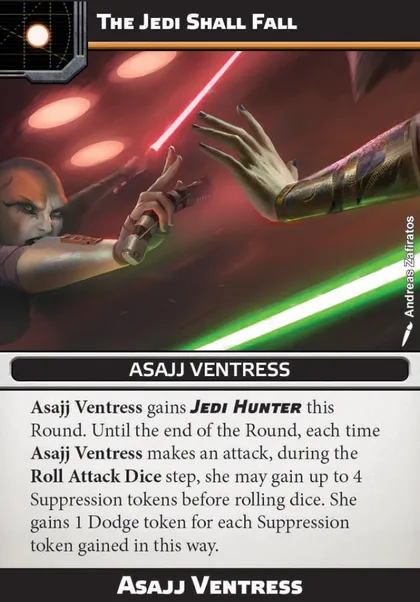 The Jedi Shall Fall
Andreas Zafiratos
ASAJJ VENTRESS
Asajj Ventress gains Jedi Hunter this
Round. Until the end of the Round, each time
Asajj Ventress makes an attack, during the
Roll Attack Dice step, she may gain up to 4
Suppression tokens before rolling dice. She
gains 1 Dodge token for each Suppression
token gained in this way.
Asajj Ventress